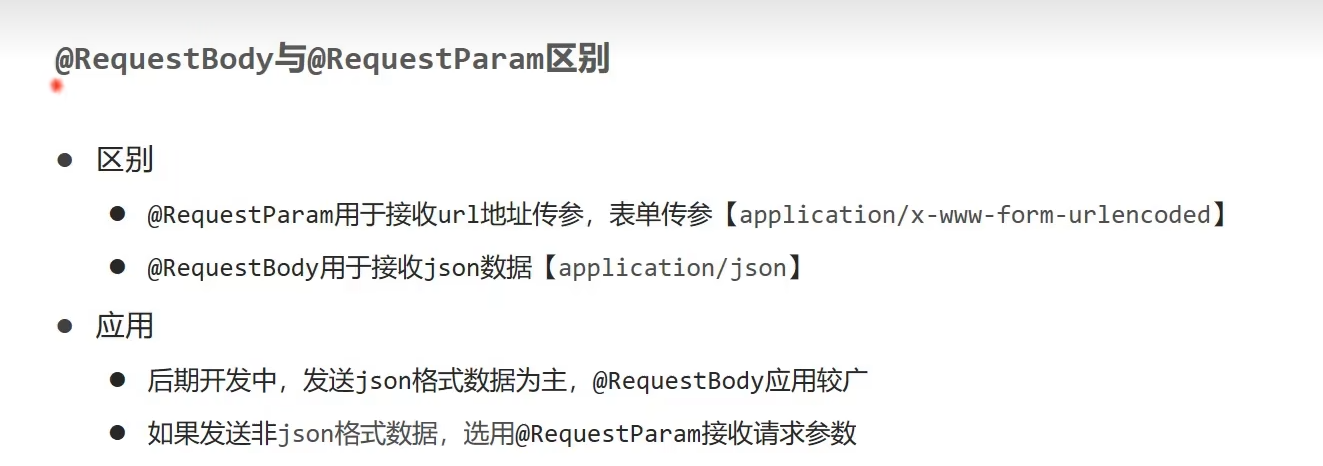 @RequestBody与@RequestParam区别
区别
@RequestParam用于接收url地址传参，表单传参【application/x-www-form-urlencoded】
@RequestBody用于接收json数据【application/json】
应用
后期开发中，发送json格式数据为主，@RequestBody应用较广
如果发送非json格式数据，选用@RequestParam接收请求参数